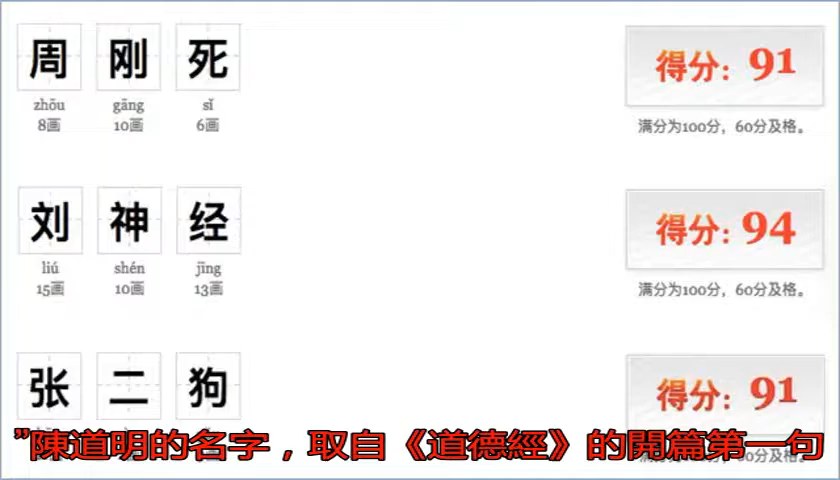 周 刚 死
zhōu gāng sǐ
8画 10画 6画
得分: 91
满分为100分，60分及格。
刘 神 经
liú shén jīng
15画 10画 13画
得分: 94
满分为100分，60分及格。
张 二 狗
得分: 91
”陳道明的名字，取自《道德經》的開篇第一句